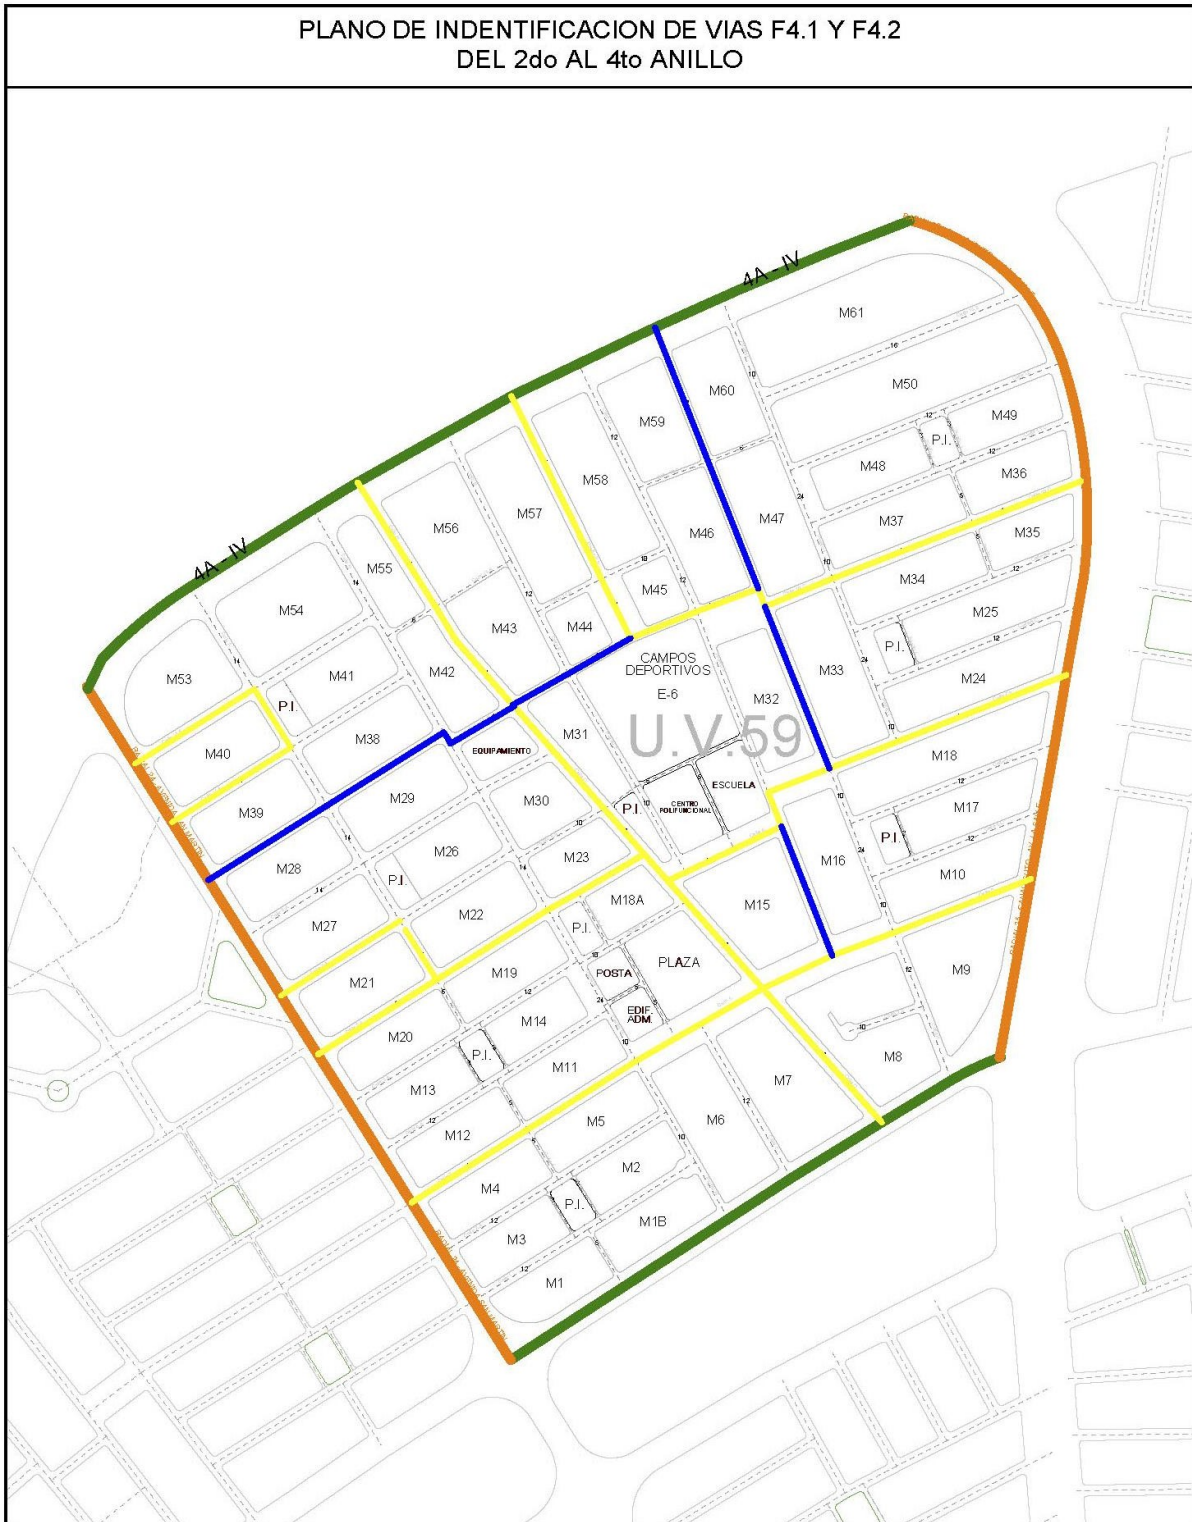 PLANO DE INDENTIFICACION DE VIAS F4.1 Y F4.2
DEL 2do AL 4to ANILLO
4A - IV
M61
M60
M50
M59
M49
P.I.
M58
M48
M36
M57
M47
M37
M46
M35
4A - IV
M56
M55
M45
M34
M54
M43
M44
M25
P.I.
CAMPOS
DEPORTIVOS
E-6
M53
M41
M42
M33
M24
M32
P.I.
U.V.59
M40
M38
M31
EQUIPAMIENTO
M18
ESCUELA
M39
M29
M30
P.I.
CENTRO
POLIFUNCIONAL
M17
P.I.
M28
M26
M23
M16
M10
P.I.
M27
M22
M18A
M15
P.I.
M21
M19
POSTA
PLAZA
M9
M20
M14
EDIF.
ADM.
P.I.
M11
M8
M13
M7
M12
M5
M6
M4
M2
P.I.
M3
M1B
M1